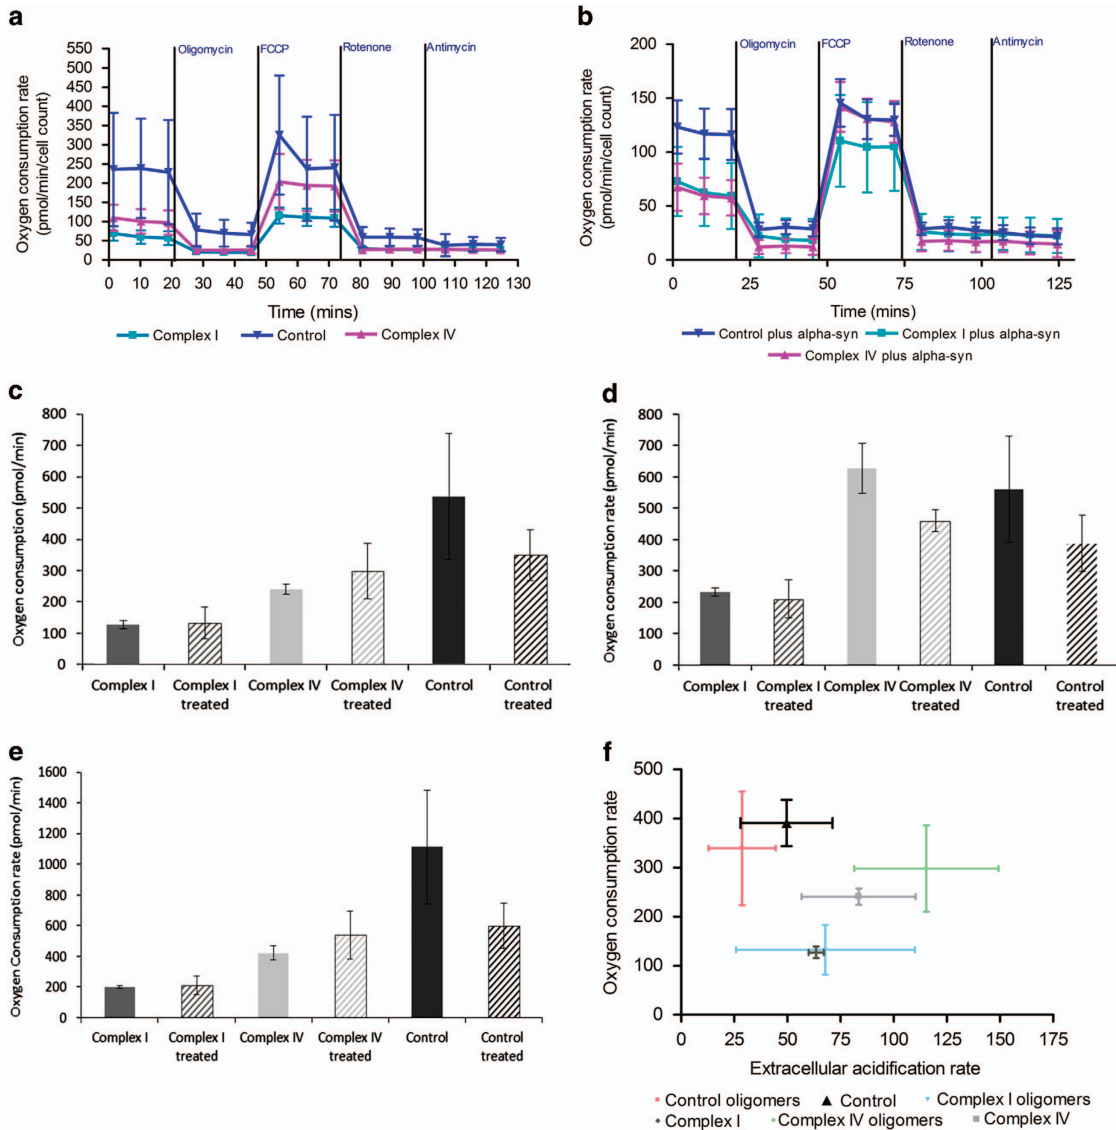 a
Oligomycin FCCP Rotenone Antimycin
Oxygen consumption rate
(pmol/min/min/cell count)
550
500
450
400
350
300
250
200
150
100
50
0
0 10 20 30 40 50 60 70 80 90 100 110 120 130
Time (mins)
Complex I Control Complex IV
b
Oligomycin FCCP Rotenone Antimycin
Oxygen consumption rate
(pmol/min/min/cell count)
200
150
100
50
0
0 25 50 75 100 125
Time (mins)
Control plus alpha-syn Complex I plus alpha-syn
Complex IV plus alpha-syn
c
Oxygen consumption (pmol/min)
800
700
600
500
400
300
200
100
0
Complex I Complex I Complex IV Complex IV Control Control
treated treated treated
d
Oxygen consumption rate (pmol/min)
800
700
600
500
400
300
200
100
0
Complex I Complex I Complex IV Complex IV Control Control
treated treated treated
e
Oxygen Consumption rate (pmol/min)
1600
1400
1200
1000
800
600
400
200
0
Complex I Complex I Complex IV Complex IV Control Control
treated treated treated
f
Oxygen consumption rate
500
400
300
200
100
0
0 25 50 75 100 125 150 175
Extracellular acidification rate
Control oligomers Control Complex I oligomers
Complex I Complex IV oligomers Complex IV